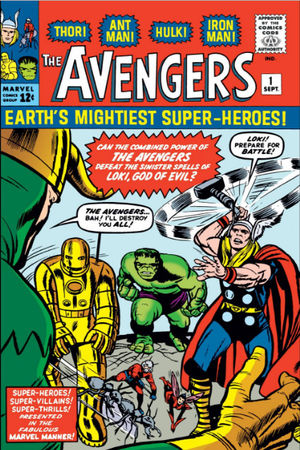 THOR!
ANT MAN!
HULK!
IRON MAN!
APPROVED
BY THE
COMICS
CODE
AUTHORITY
MARVEL
COMICS
GROUP
12¢
IND.
THE AVENGERS
1
SEPT.
EARTH'S MIGHTIEST SUPER-HEROES!
CAN THE COMBINED POWER OF
THE AVENGERS
DEFEAT THE SINISTER SPELLS OF
LOKI, GOD OF EVIL?
LOKI!
PREPARE
FOR
BATTLE!
THE AVENGERS...
BAH! I'LL DESTROY
YOU ALL!
SUPER-HEROES!
SUPER-VILLAINS!
SUPER-THRILLS!
PRESENTED
IN THE
FABULOUS
MARVEL MANNER!